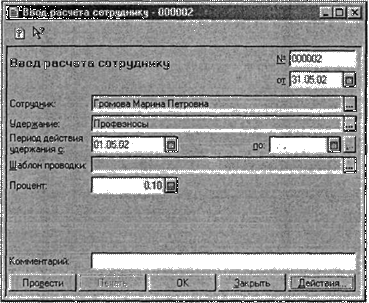 Ввод расчета сотруднику - 000002
Ввод расчета сотруднику
№ 000002
от 31.05.02
Сотрудник: Громова Марина Петровна
Удержание: Профвзносы
Период действия
удержания с: 01.05.02 по: . .
Шаблон проводки:
Процент: 0.10
Комментарий:
Провести Печать OK Закрыть Действия...